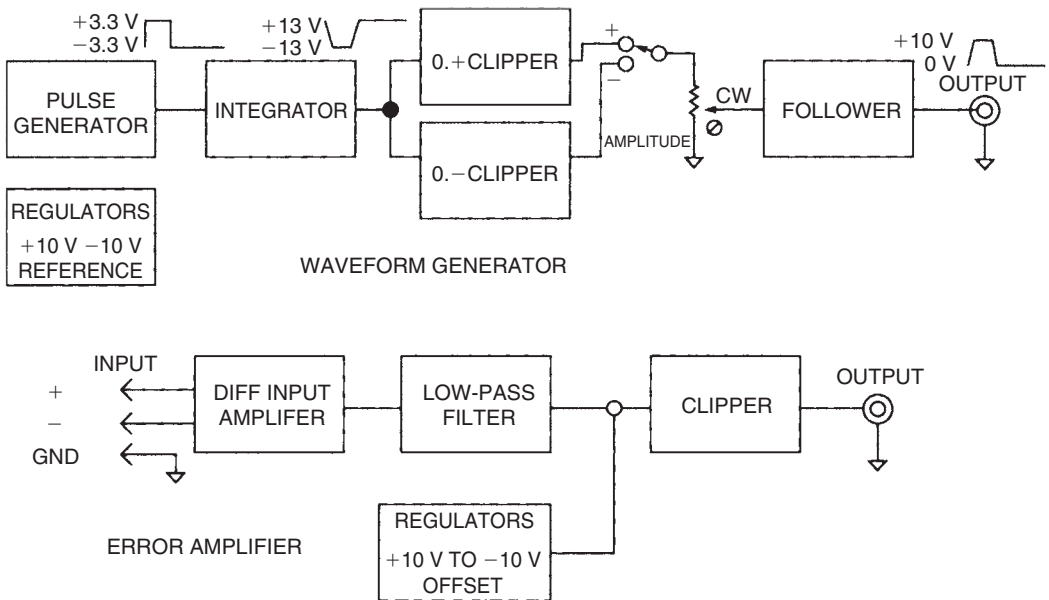 +3.3 V
−3.3 V
+13 V
−13 V
PULSE
GENERATOR
INTEGRATOR
0.+CLIPPER
0.−CLIPPER
+
−
AMPLITUDE
CW
FOLLOWER
+10 V
0 V
OUTPUT
REGULATORS
+10 V −10 V
REFERENCE
WAVEFORM GENERATOR
INPUT
+
−
GND
DIFF INPUT
AMPLIFER
LOW-PASS
FILTER
CLIPPER
OUTPUT
REGULATORS
+10 V TO −10 V
OFFSET
ERROR AMPLIFIER